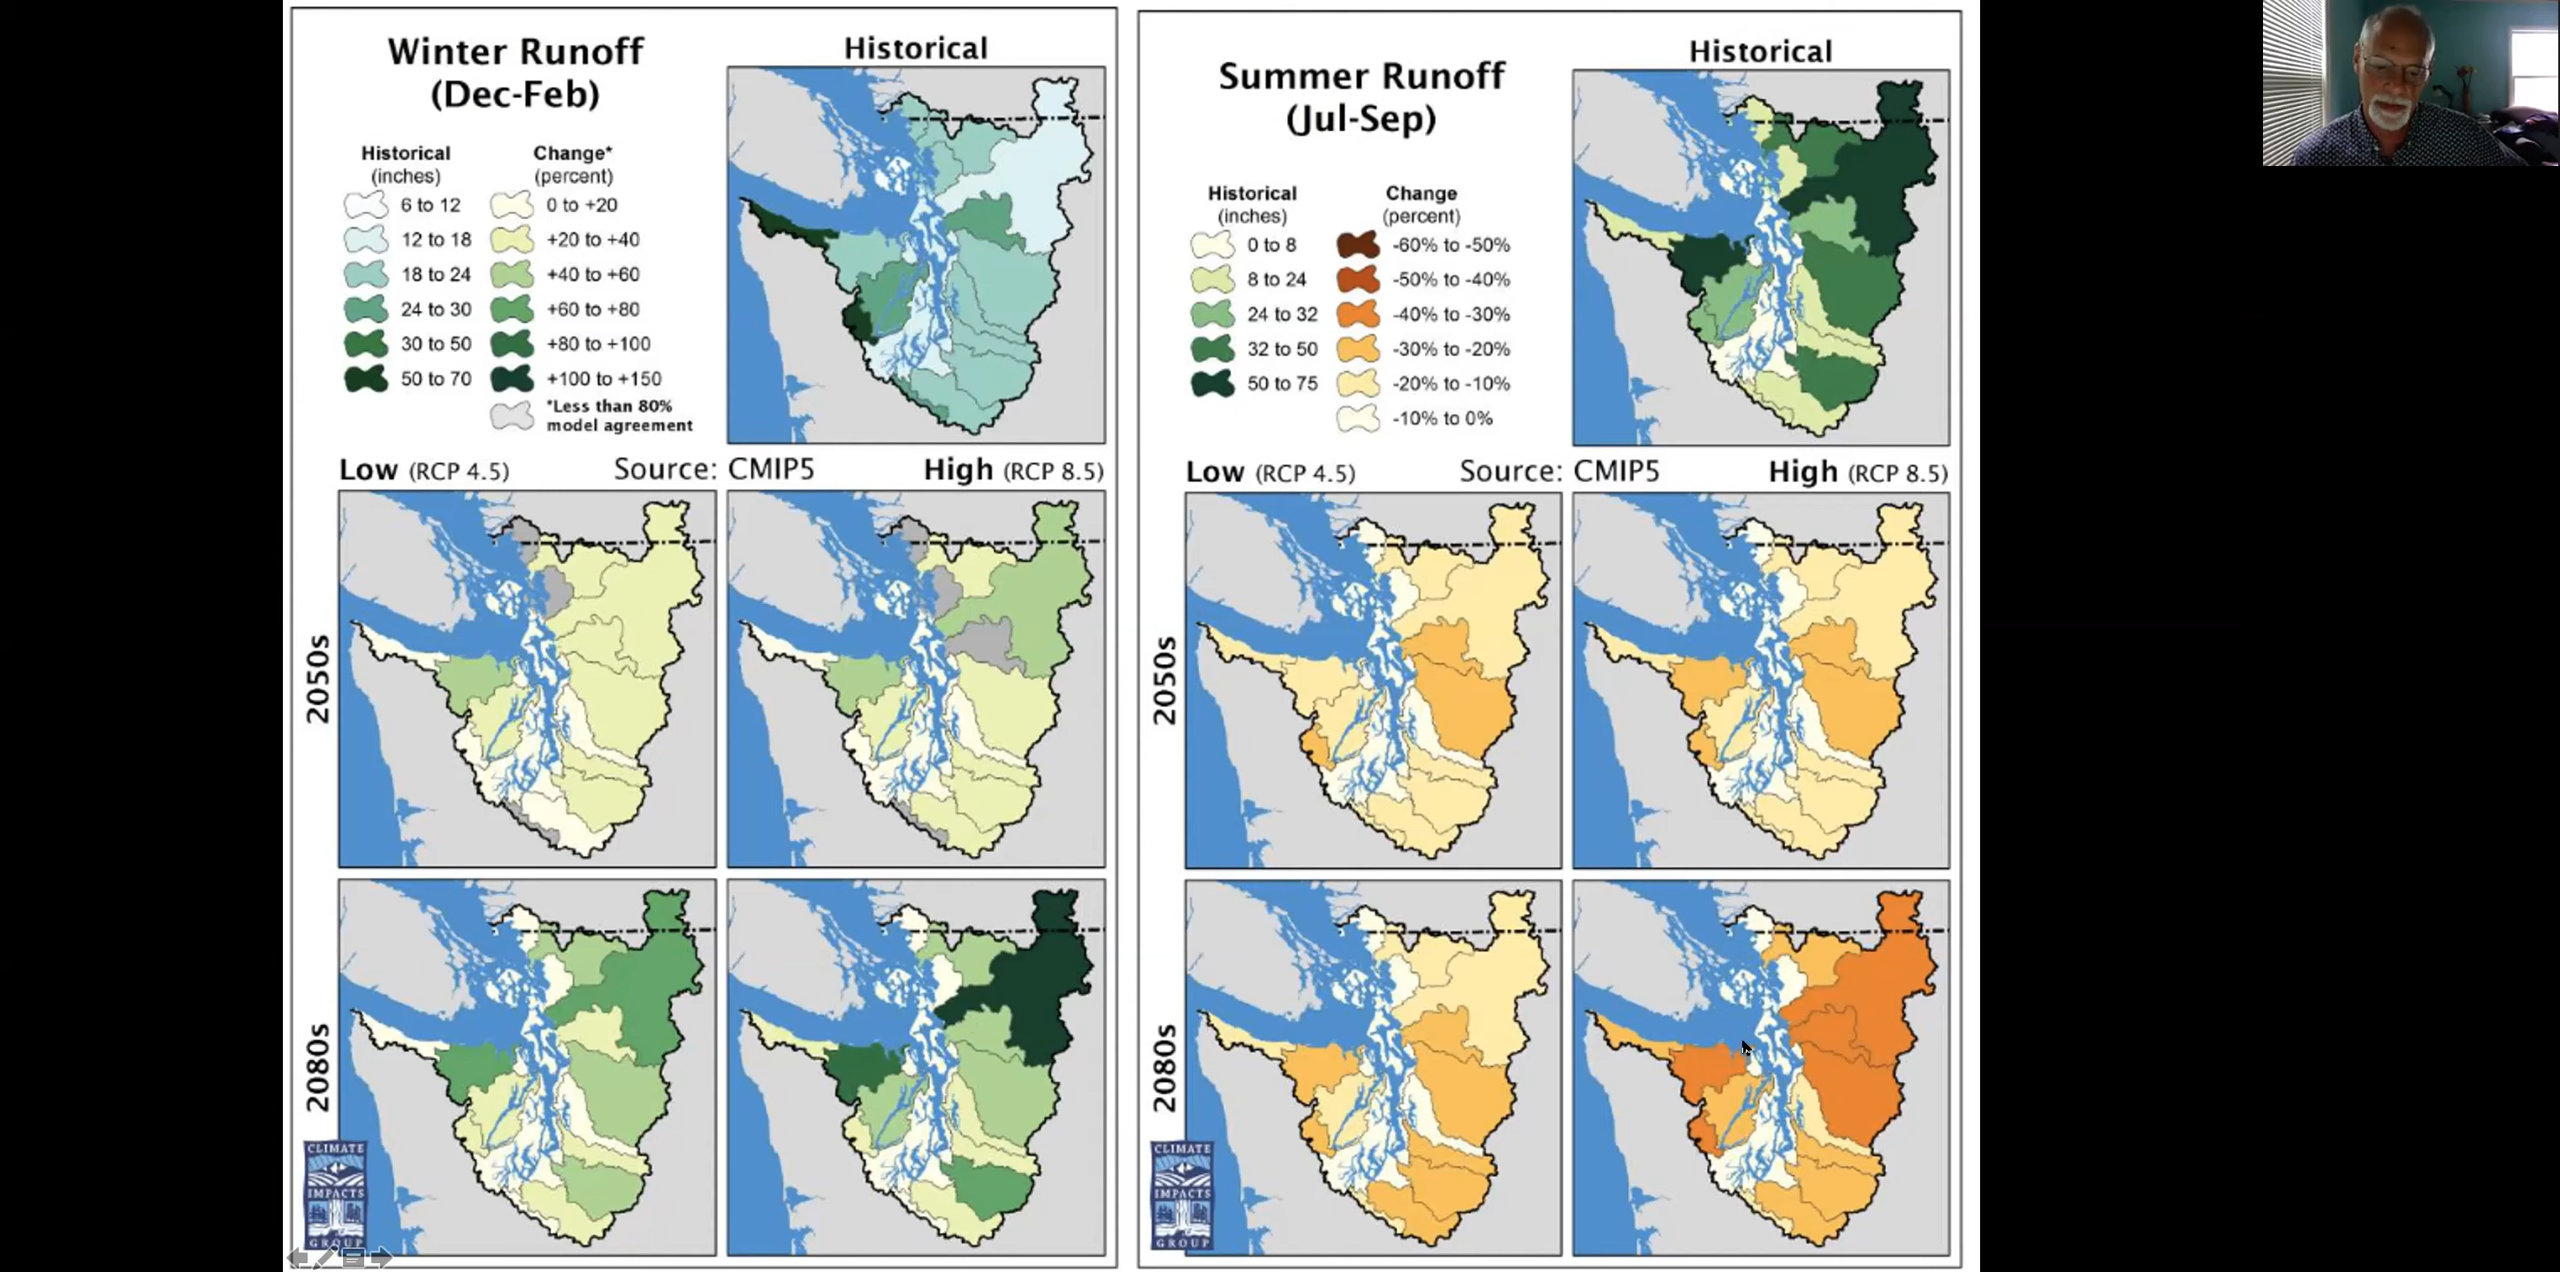 Winter Runoff
(Dec-Feb)
Historical
Historical
(inches)
Change*
(percent)
6 to 12
0 to +20
12 to 18
+20 to +40
18 to 24
+40 to +60
24 to 30
+60 to +80
30 to 50
+80 to +100
50 to 70
+100 to +150
*Less than 80%
model agreement
Low (RCP 4.5)
Source: CMIP5
High (RCP 8.5)
2050s
2080s
CLIMATE
IMPACTS
GROUP
Summer Runoff
(Jul-Sep)
Historical
Historical
(inches)
Change
(percent)
0 to 8
-60% to -50%
8 to 24
-50% to -40%
24 to 32
-40% to -30%
32 to 50
-30% to -20%
50 to 75
-20% to -10%
-10% to 0%
Low (RCP 4.5)
Source: CMIP5
High (RCP 8.5)
2050s
2080s
CLIMATE
IMPACTS
GROUP